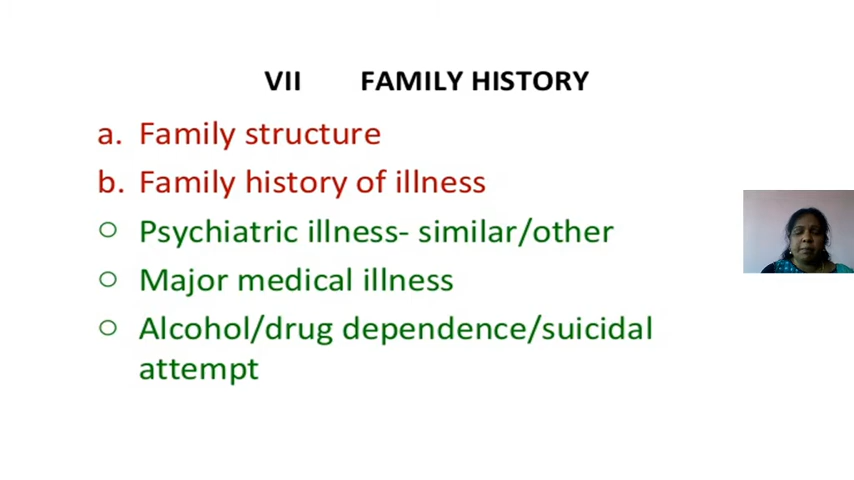 VII FAMILY HISTORY
a. Family structure
b. Family history of illness
○ Psychiatric illness- similar/other
○ Major medical illness
○ Alcohol/drug dependence/suicidal
attempt